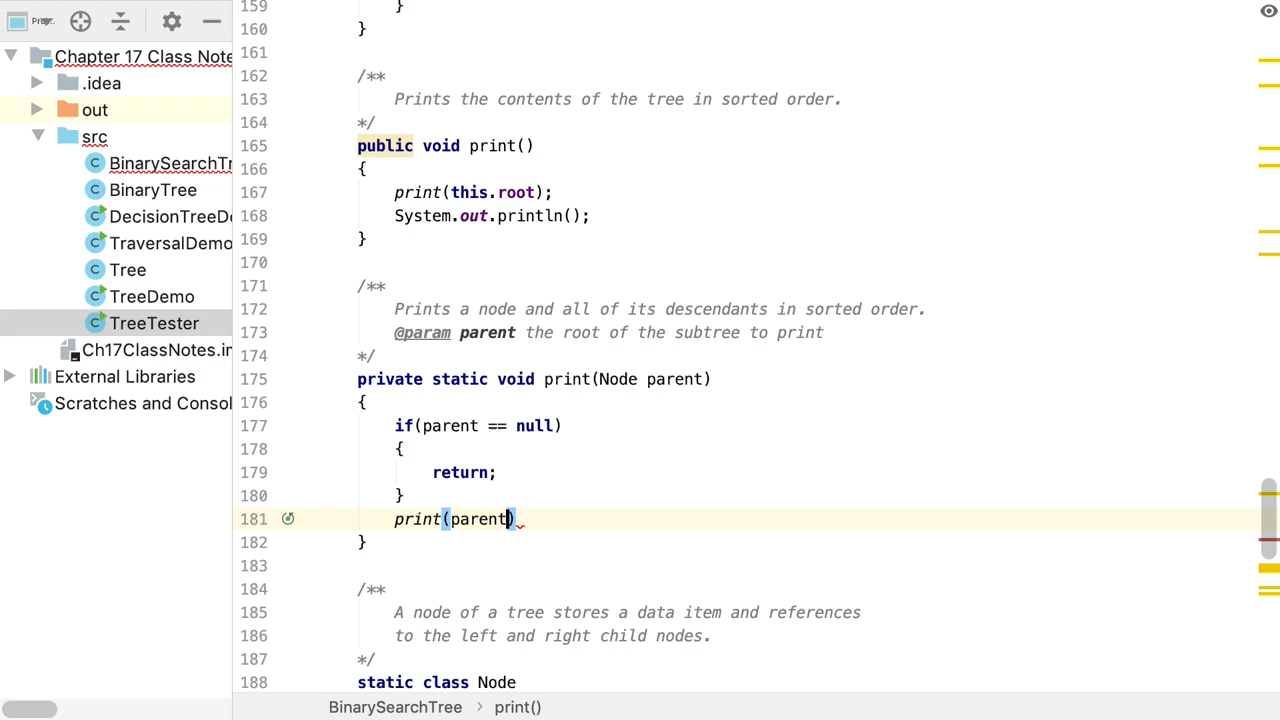 Pro...
Chapter 17 Class Note
.idea
out
src
BinarySearchTr
BinaryTree
DecisionTreeDe
TraversalDemo
Tree
TreeDemo
TreeTester
Ch17ClassNotes.im
External Libraries
Scratches and Consol
159 }
160 }
161
162 /**
163 Prints the contents of the tree in sorted order.
164 */
165 public void print()
166 {
167 print(this.root);
168 System.out.println();
169 }
170
171 /**
172 Prints a node and all of its descendants in sorted order.
173 @param parent the root of the subtree to print
174 */
175 private static void print(Node parent)
176 {
177 if(parent == null)
178 {
179 return;
180 }
181 print(parent)
182 }
183
184 /**
185 A node of a tree stores a data item and references
186 to the left and right child nodes.
187 */
188 static class Node
BinarySearchTree > print()